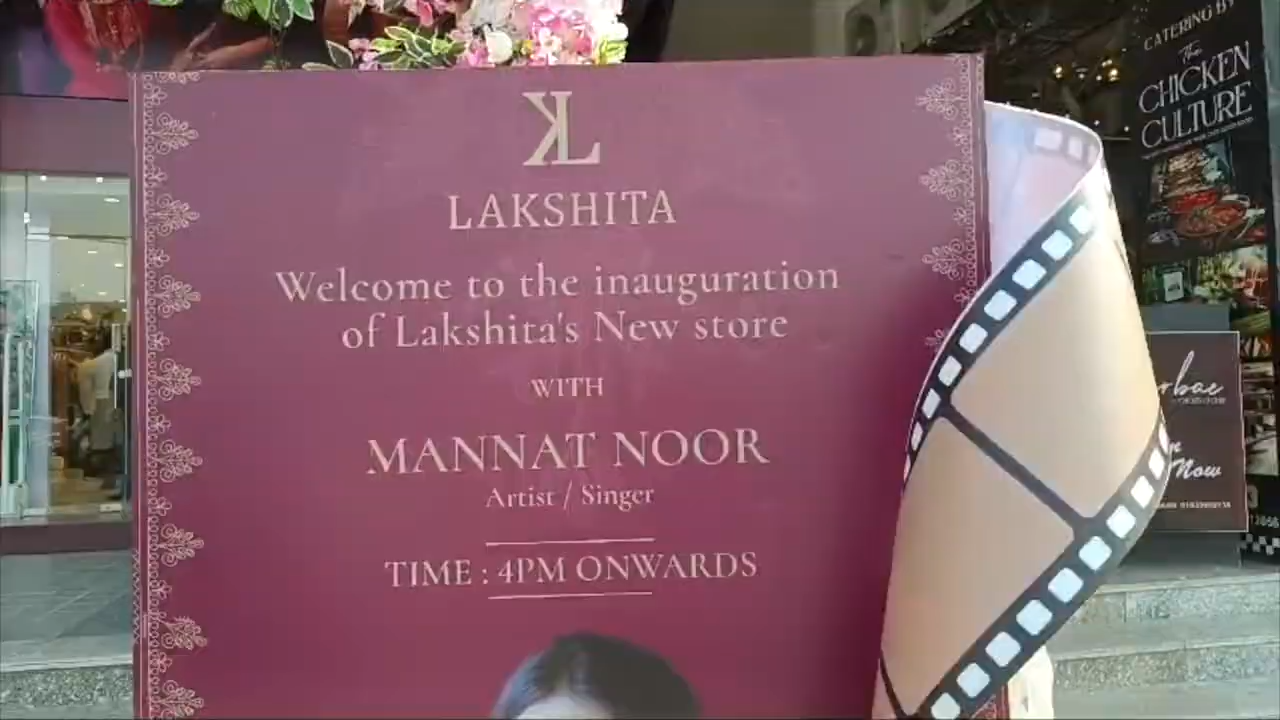 KL
LAKSHITA
Welcome to the inauguration
of Lakshita's New store
WITH
MANNAT NOOR
Artist / Singer
TIME : 4PM ONWARDS
CATERING BY
The
CHICKEN
CULTURE
Now